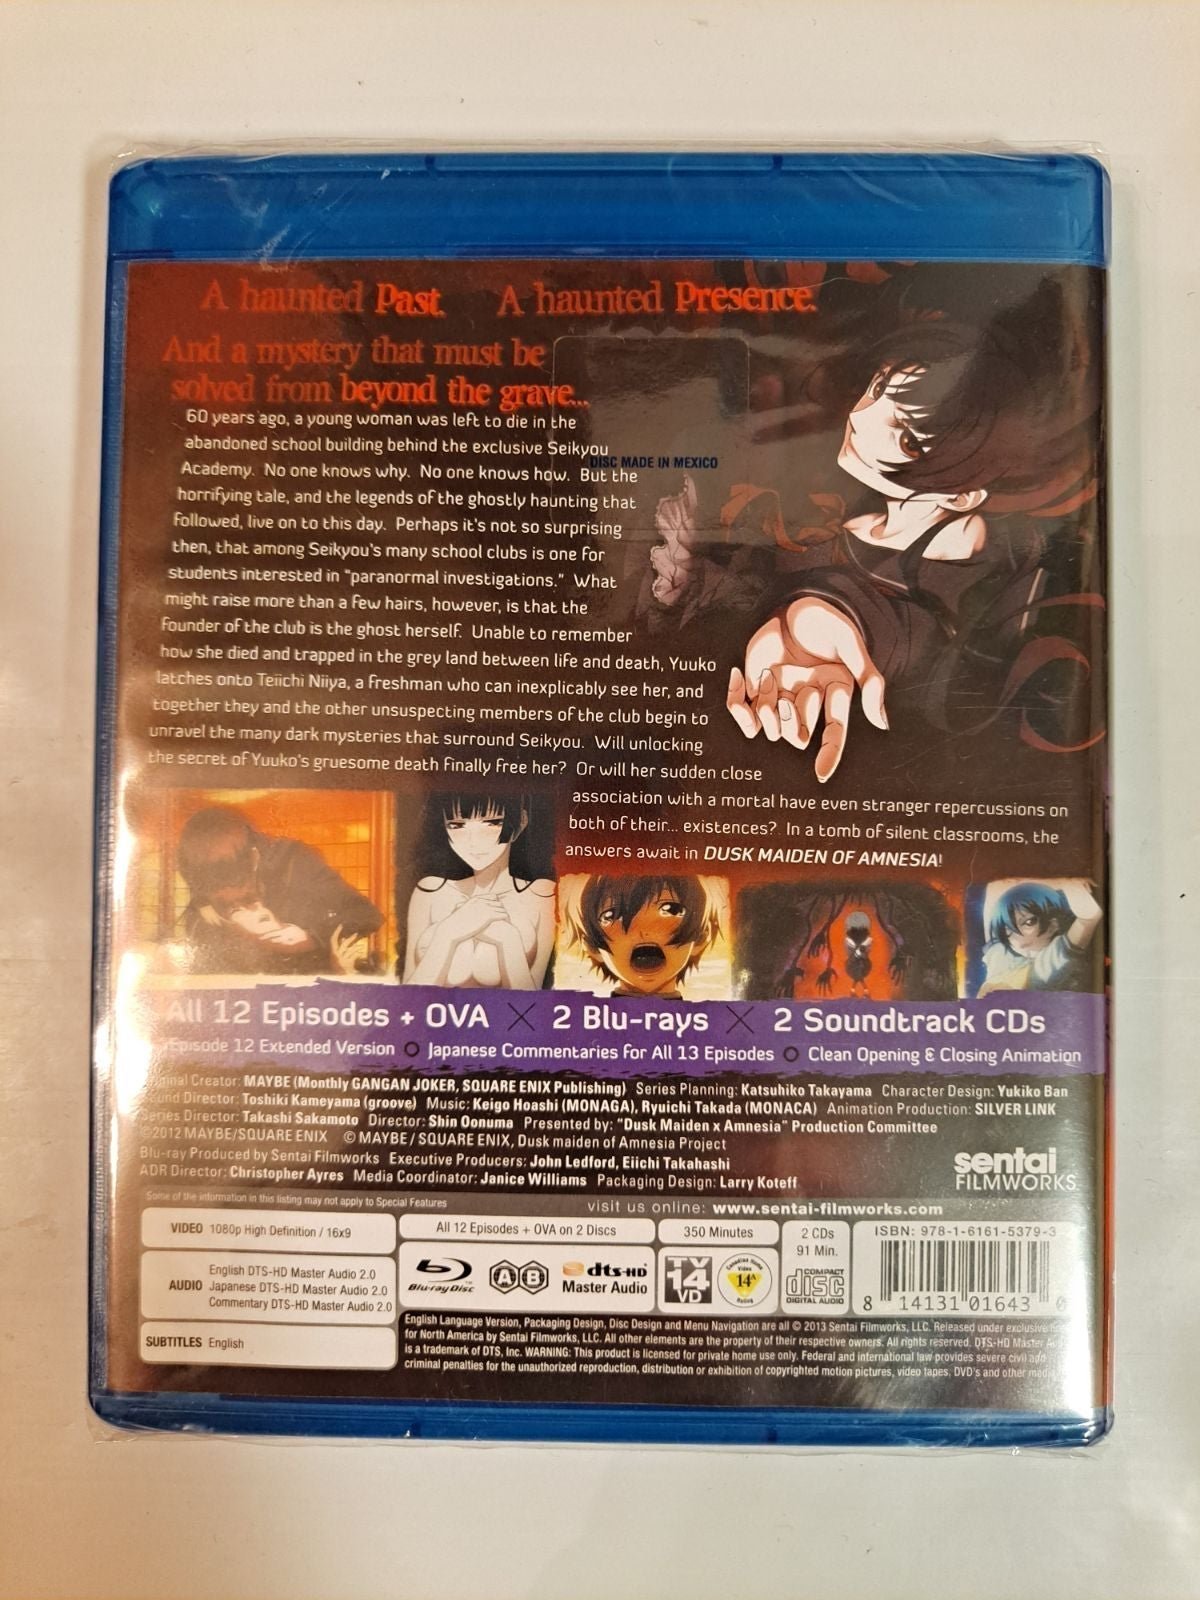 A haunted Past. A haunted Presence.
And a mystery that must be
solved from beyond the grave...
60 years ago, a young woman was left to die in the
abandoned school building behind the exclusive Seikyou
DISC MADE IN MEXICO
Academy. No one knows why. No one knows how. But the
horrifying tale, and the legends of the ghostly haunting that
followed, live on to this day. Perhaps it's not so surprising
then, that among Seikyou's many school clubs is one for
students interested in "paranormal investigations." What
might raise more than a few hairs, however, is that the
founder of the club is the ghost herself. Unable to remember
how she died and trapped in the grey land between life and death, Yuuko
latches onto Teiichi Niiya, a freshman who can inexplicably see her, and
together they and the other unsuspecting members of the club begin to
unravel the many dark mysteries that surround Seikyou. Will unlocking
the secret of Yuuko's gruesome death finally free her? Or will her sudden close
association with a mortal have even stranger repercussions on
both of their... existences? In a tomb of silent classrooms, the
answers await in DUSK MAIDEN OF AMNESIA!
All 12 Episodes + OVA X 2 Blu-rays X 2 Soundtrack CDs
Episode 12 Extended Version O Japanese Commentaries for All 13 Episodes O Clean Opening & Closing Animation
Creator: MAYBE (Monthly GANGAN JOKER, SQUARE ENIX Publishing) Series Planning: Katsuhiko Takayama Character Design: Yukiko Ban
Sound Director: Toshiki Kameyama (groove) Music: Keigo Hoashi (MONAGA), Ryuichi Takada (MONACA) Animation Production: SILVER LINK
Series Director: Takashi Sakamoto Director: Shin Oonuma Presented by: "Dusk Maiden x Amnesia" Production Committee
©2012 MAYBE/SQUARE ENIX © MAYBE / SQUARE ENIX, Dusk maiden of Amnesia Project
Blu-ray Produced by Sentai Filmworks Executive Producers: John Ledford, Eiichi Takahashi
ADR Director: Christopher Ayres Media Coordinator: Janice Williams Packaging Design: Larry Koteff
sentai
FILMWORKS
Some of the information in this listing may not apply to Special Features
visit us online: www.sentai-filmworks.com
VIDEO 1080p High Definition / 16x9
AUDIO English DTS-HD Master Audio 2.0
Japanese DTS-HD Master Audio 2.0
Commentary DTS-HD Master Audio 2.0
SUBTITLES English
All 12 Episodes + OVA on 2 Discs
350 Minutes
2 CDs
91 Min.
Blu-ray Disc
A B
dts-HD
Master Audio
TV
14
VD
Canadian Home
Video
14A
COMPACT
disc
DIGITAL AUDIO
ISBN: 978-1-6161-5379-3
8 14131 01643 0
English Language Version, Packaging Design, Disc Design and Menu Navigation are all © 2013 Sentai Filmworks, LLC. Released under exclusive
for North America by Sentai Filmworks, LLC. All other elements are the property of their respective owners. All rights reserved. DTS-HD Master
is a trademark of DTS, Inc. WARNING: This product is licensed for private home use only. Federal and international law provides severe civil and
criminal penalties for the unauthorized reproduction, distribution or exhibition of copyrighted motion pictures, video tapes, DVD's and other